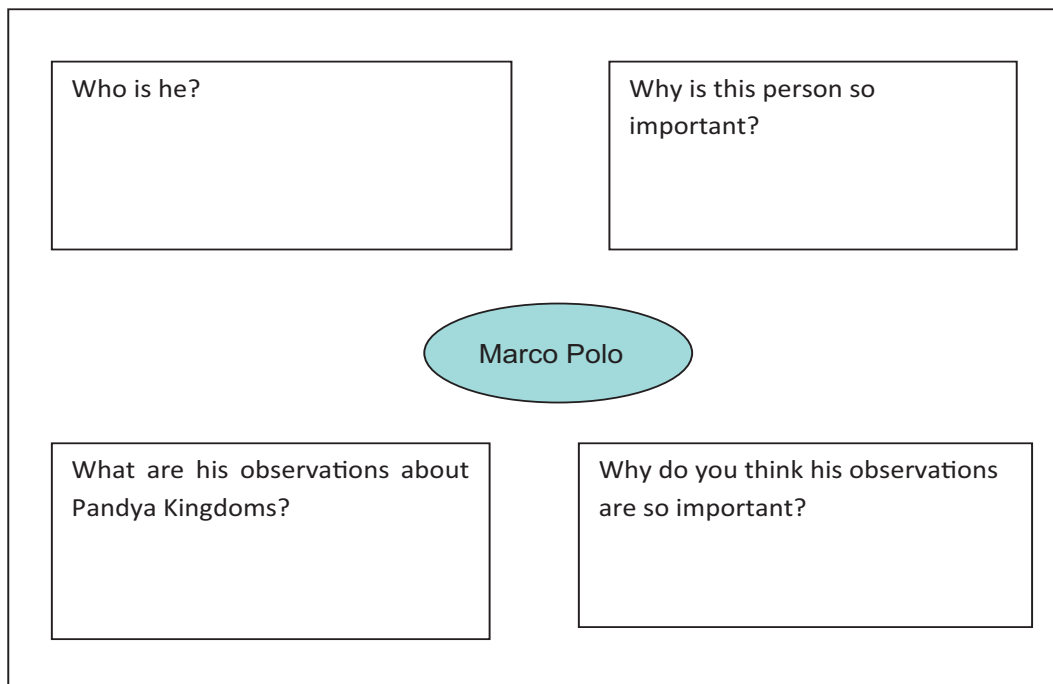 Who is he?
Why is this person so
important?
Marco Polo
What are his observations about
Pandya Kingdoms?
Why do you think his observations
are so important?